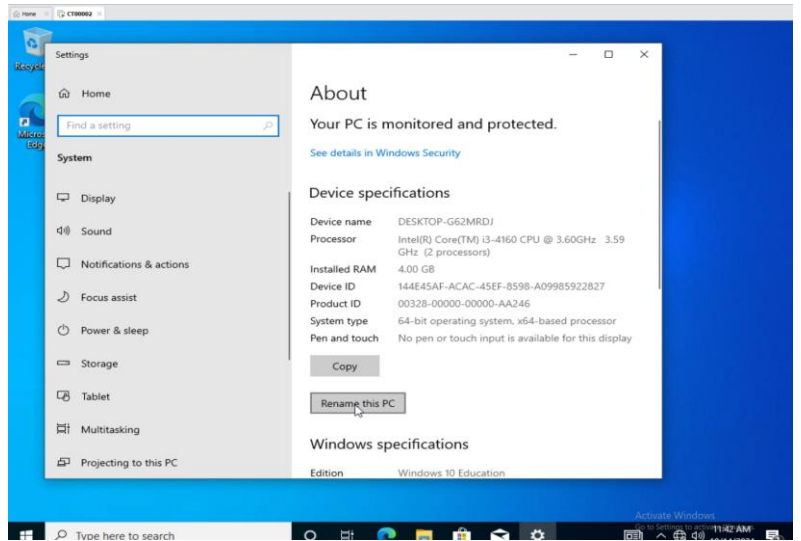 Home
CT00002
Recycle
Micros
Edg
Settings
Home
Find a setting
System
Display
Sound
Notifications & actions
Focus assist
Power & sleep
Storage
Tablet
Multitasking
Projecting to this PC
About
Your PC is monitored and protected.
See details in Windows Security
Device specifications
Device name DESKTOP-G62MRDJ
Processor Intel(R) Core(TM) i3-4160 CPU @ 3.60GHz 3.59
GHz (2 processors)
Installed RAM 4.00 GB
Device ID 144E45AF-ACAC-45EF-8598-A09985922827
Product ID 00328-00000-00000-AA246
System type 64-bit operating system, x64-based processor
Pen and touch No pen or touch input is available for this display
Copy
Rename this PC
Windows specifications
Edition Windows 10 Education
Activate Windows
Go to Settings to activate
Type here to search
11:42 AM